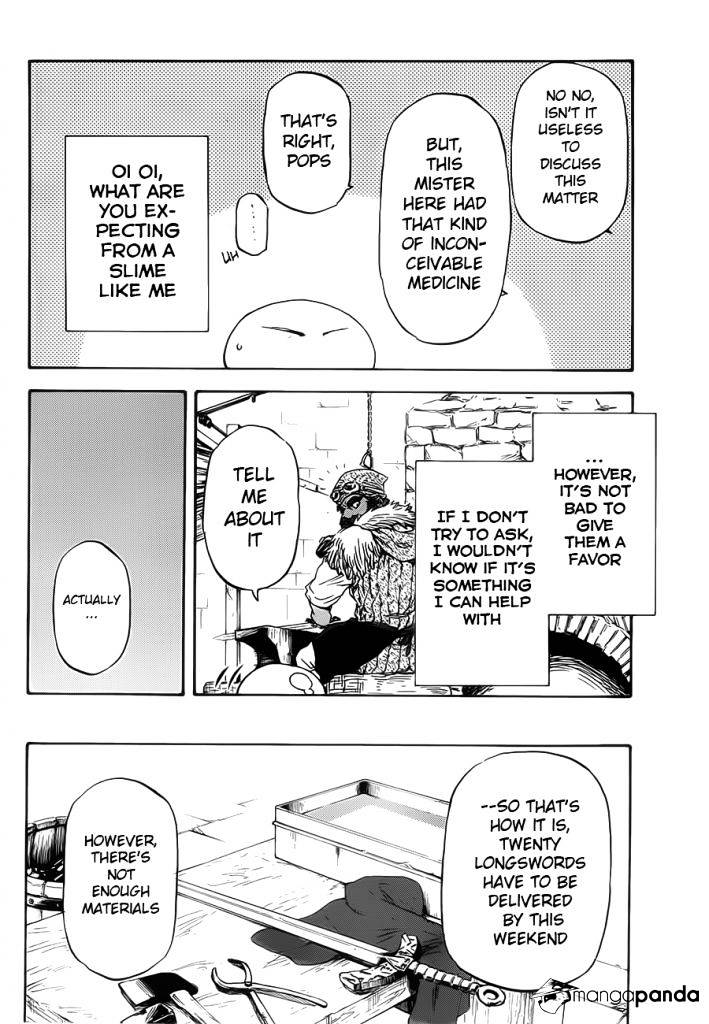 NO NO,
ISN'T IT
USELESS
TO
DISCUSS
THIS
MATTER
BUT,
THIS
MISTER
HERE HAD
THAT KIND
OF INCON-
CEIVABLE
MEDICINE
THAT'S
RIGHT,
POPS
.....
UH
OI OI,
WHAT ARE
YOU EX-
PECTING
FROM A
SLIME
LIKE ME
...
HOWEVER,
IT'S NOT
BAD TO
GIVE
THEM A
FAVOR
IF I DON'T
TRY TO ASK,
I WOULDN'T
KNOW IF IT'S
SOMETHING
I CAN HELP
WITH
TELL
ME
ABOUT
IT
ACTUALLY
...
--SO THAT'S
HOW IT IS,
TWENTY
LONGSWORDS
HAVE TO BE
DELIVERED
BY THIS
WEEKEND
HOWEVER,
THERE'S
NOT
ENOUGH
MATERIALS
mangapanda